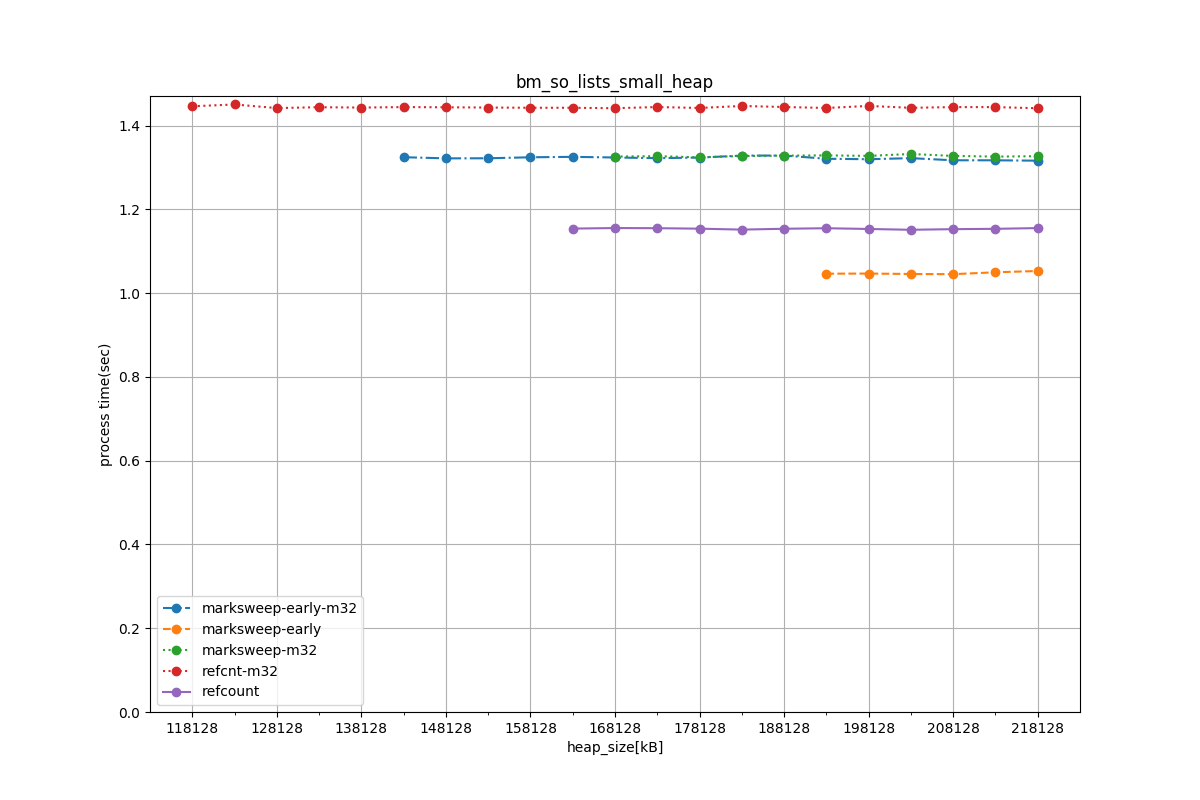 bm_so_lists_small_heap
process time(sec)
1.4
1.2
1.0
0.8
0.6
0.4
0.2
0.0
marksweep-early-m32
marksweep-early
marksweep-m32
refcnt-m32
refcount
118128 128128 138128 148128 158128 168128 178128 188128 198128 208128 218128
heap_size[kB]